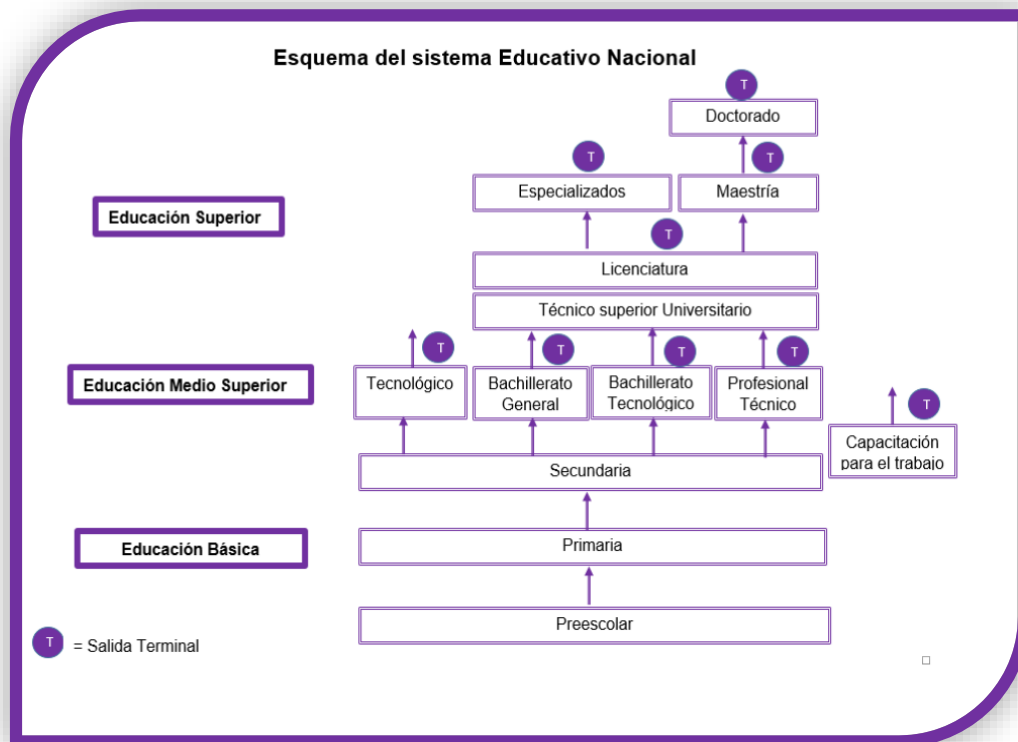 Esquema del sistema Educativo Nacional
T
Doctorado
T
T
Especializados
Maestría
Educación Superior
T
Licenciatura
Técnico superior Universitario
T
T
T
T
Educación Medio Superior
Tecnológico
Bachillerato
General
Bachillerato
Tecnológico
Profesional
Técnico
T
Capacitación
para el trabajo
Secundaria
Educación Básica
Primaria
Preescolar
T = Salida Terminal